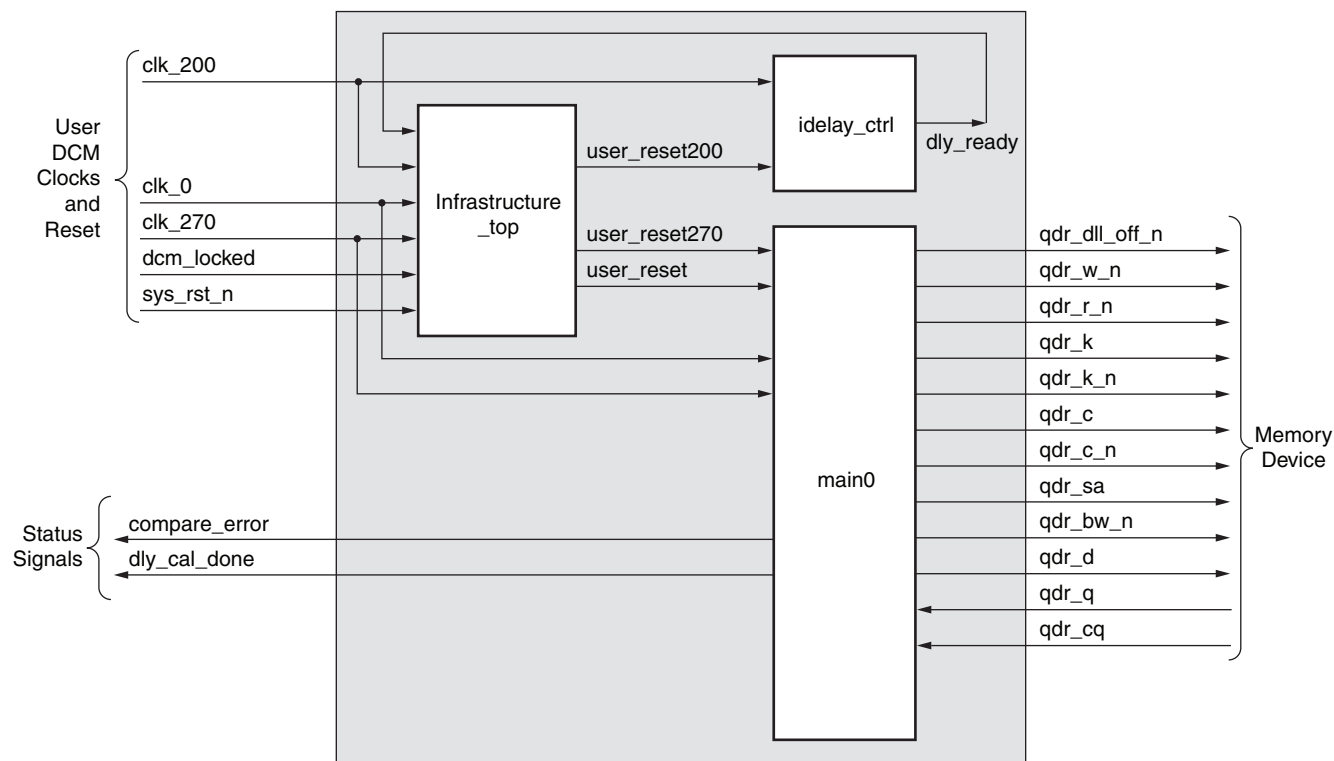 User
DCM
Clocks
and
Reset
clk_200
clk_0
clk_270
dcm_locked
sys_rst_n
Infrastructure
_top
user_reset200
user_reset270
user_reset
idelay_ctrl
dly_ready
main0
qdr_dll_off_n
qdr_w_n
qdr_r_n
qdr_k
qdr_k_n
qdr_c
qdr_c_n
qdr_sa
qdr_bw_n
qdr_d
qdr_q
qdr_cq
Memory
Device
Status
Signals
compare_error
dly_cal_done